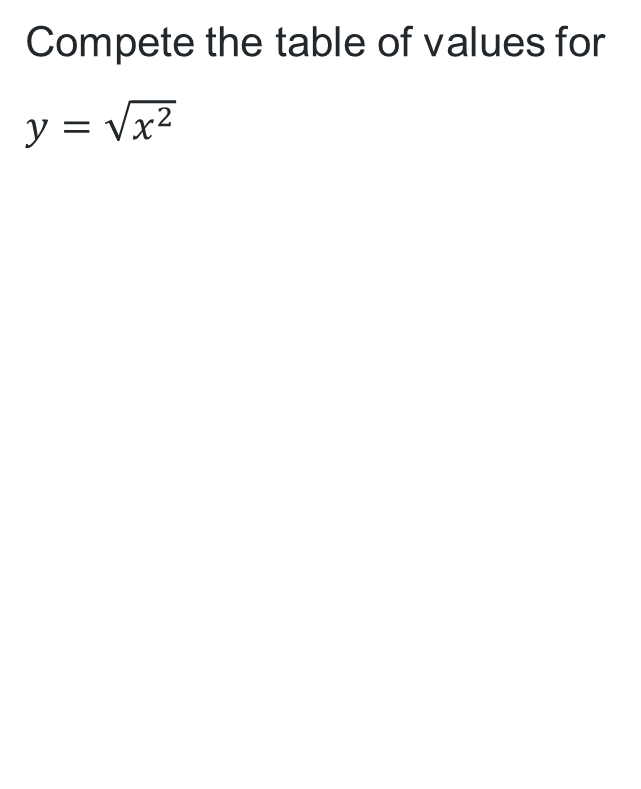 Compete the table of values for
y = √x²